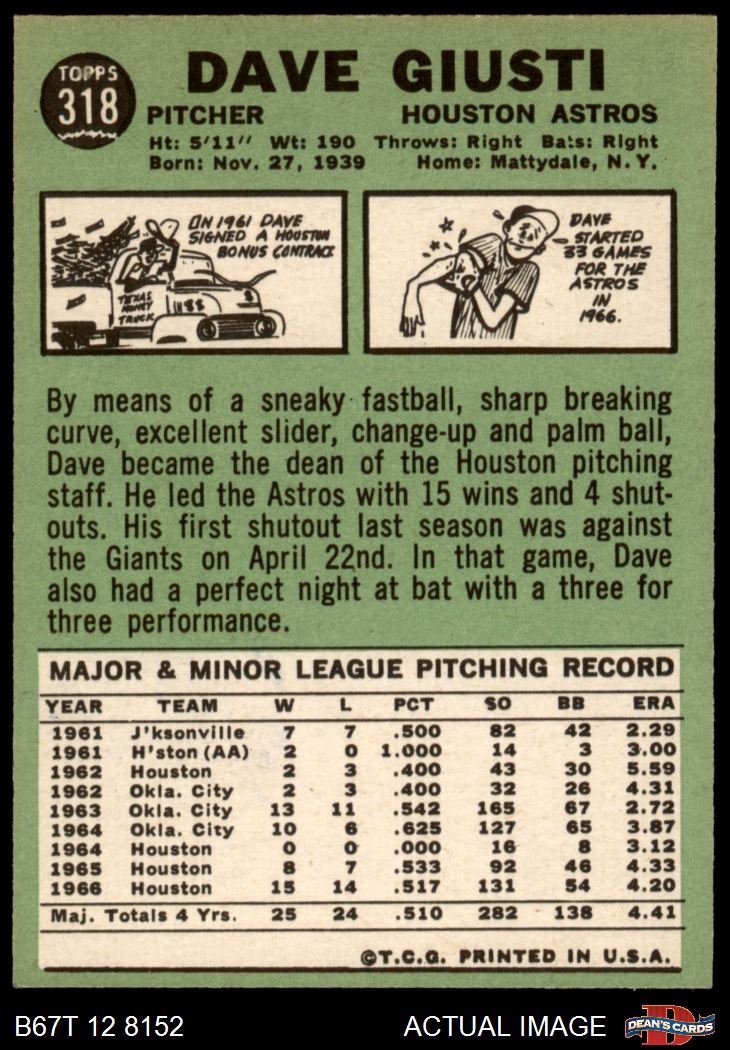 TOPPS
318
DAVE GIUSTI
PITCHER HOUSTON ASTROS
Ht: 5'11" Wt: 190 Throws: Right Bats: Right
Born: Nov. 27, 1939 Home: Mattydale, N.Y.
IN 1961 DAVE
SIGNED A HOUSTON
BONUS CONTRACT
TEXAS
MONEY
TRUCK
$$
DAVE
STARTED
33 GAMES
FOR THE
ASTROS
IN
1966.
By means of a sneaky fastball, sharp breaking
curve, excellent slider, change-up and palm ball,
Dave became the dean of the Houston pitching
staff. He led the Astros with 15 wins and 4 shut-
outs. His first shutout last season was against
the Giants on April 22nd. In that game, Dave
also had a perfect night at bat with a three for
three performance.
MAJOR & MINOR LEAGUE PITCHING RECORD
YEAR TEAM W L PCT SO BB ERA
1961 J'ksonville 7 7 .500 82 42 2.29
1961 H'ston (AA) 2 0 1.000 14 3 3.00
1962 Houston 2 3 .400 43 30 5.59
1962 Okla. City 2 3 .400 32 26 4.31
1963 Okla. City 13 11 .542 165 67 2.72
1964 Okla. City 10 6 .625 127 65 3.87
1964 Houston 0 0 .000 16 8 3.12
1965 Houston 8 7 .533 92 46 4.33
1966 Houston 15 14 .517 131 54 4.20
Maj. Totals 4 Yrs. 25 24 .510 282 138 4.41
©T.C.G. PRINTED IN U.S.A.
B67T 12 8152 ACTUAL IMAGE
D
DEAN'S CARDS